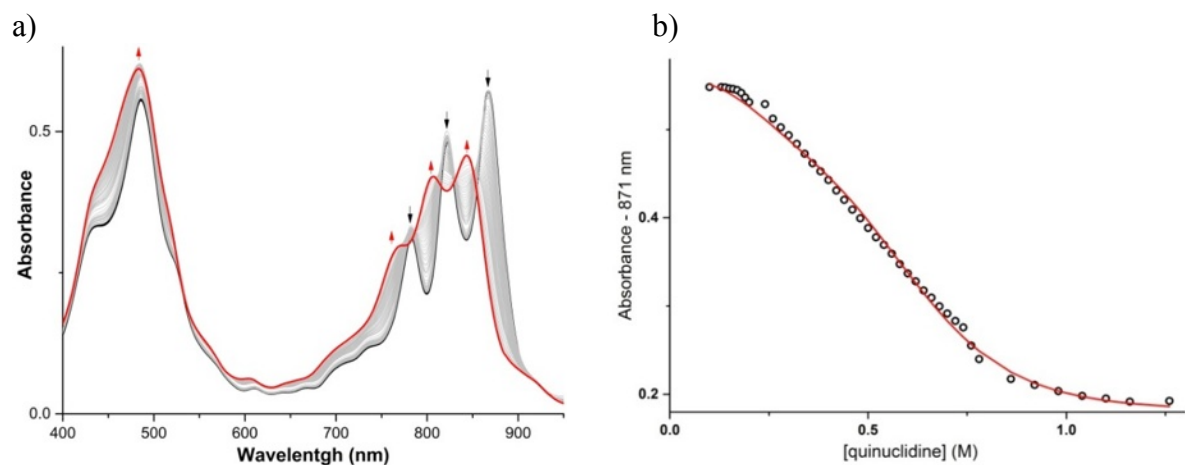 a)
0.5
0.0
Absorbance
400
500
600
700
800
900
Wavelentgh (nm)
b)
0.4
0.2
Absorbance - 871 nm
0.0
0.5
1.0
[quinuclidine] (M)